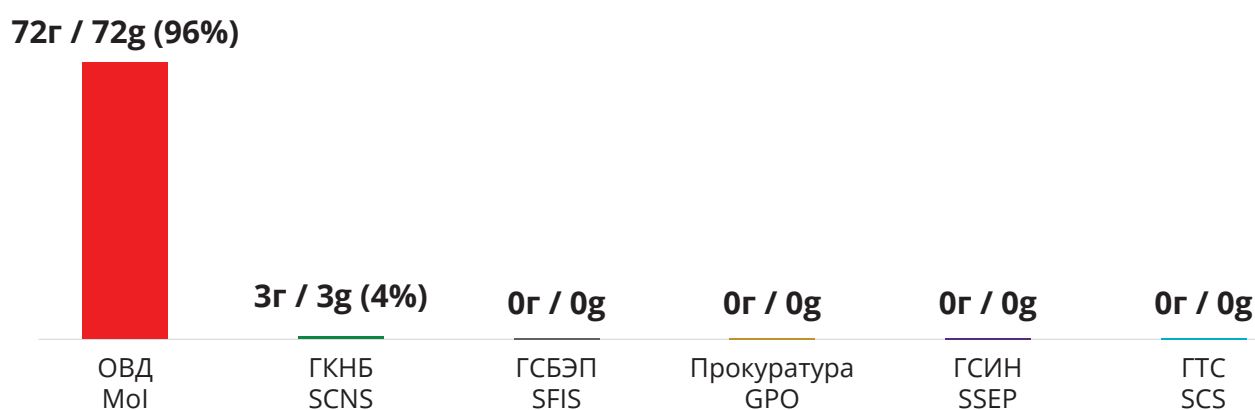 72г / 72g (96%)
3г / 3g (4%)
0г / 0g
0г / 0g
0г / 0g
0г / 0g
ОВД
MoI
ГКНБ
SCNS
ГСБЭП
SFIS
Прокуратура
GPO
ГСИН
SSEP
ГТС
SCS